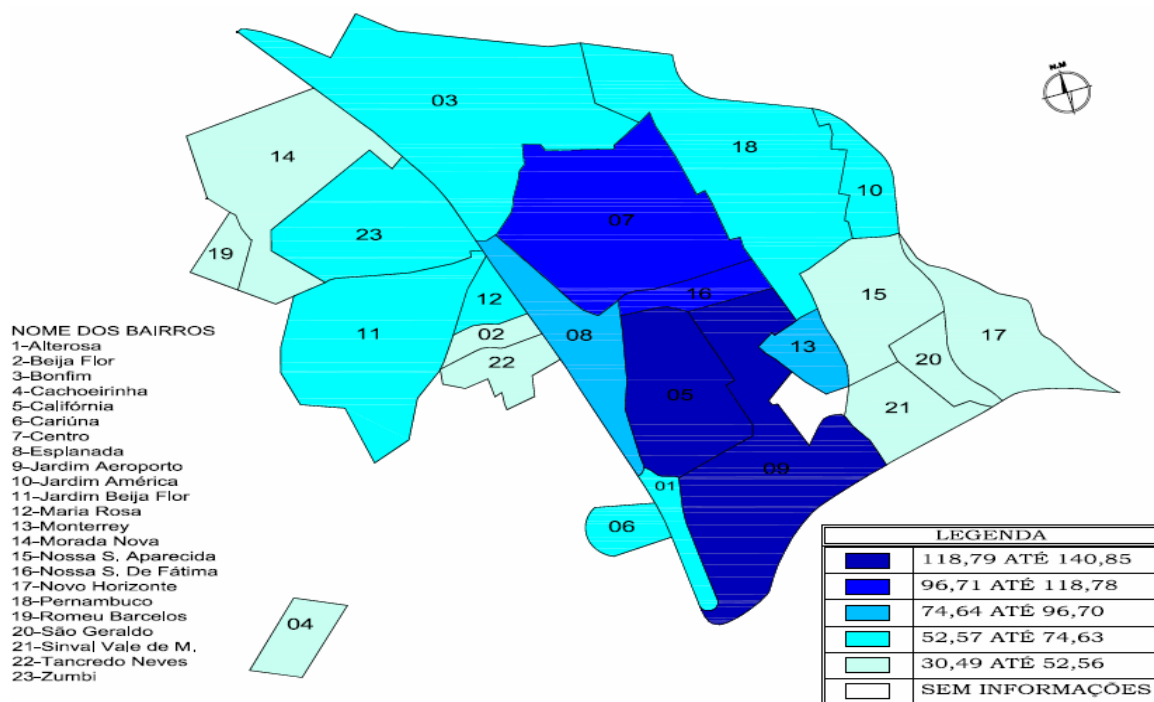 N.M
03
14
18
10
07
23
19
16
12
15
17
02
08
11
13
22
20
05
21
09
01
06
04
NOME DOS BAIRROS
1-Alterosa
2-Beija Flor
3-Bonfim
4-Cachoeirinha
5-Califórnia
6-Cariúna
7-Centro
8-Esplanada
9-Jardim Aeroporto
10-Jardim América
11-Jardim Beija Flor
12-Maria Rosa
13-Monterrey
14-Morada Nova
15-Nossa S. Aparecida
16-Nossa S. De Fátima
17-Novo Horizonte
18-Pernambuco
19-Romeu Barcelos
20-São Geraldo
21-Sinval Vale de M.
22-Tancredo Neves
23-Zumbi
LEGENDA
118,79 ATÉ 140,85
96,71 ATÉ 118,78
74,64 ATÉ 96,70
52,57 ATÉ 74,63
30,49 ATÉ 52,56
SEM INFORMAÇÕES